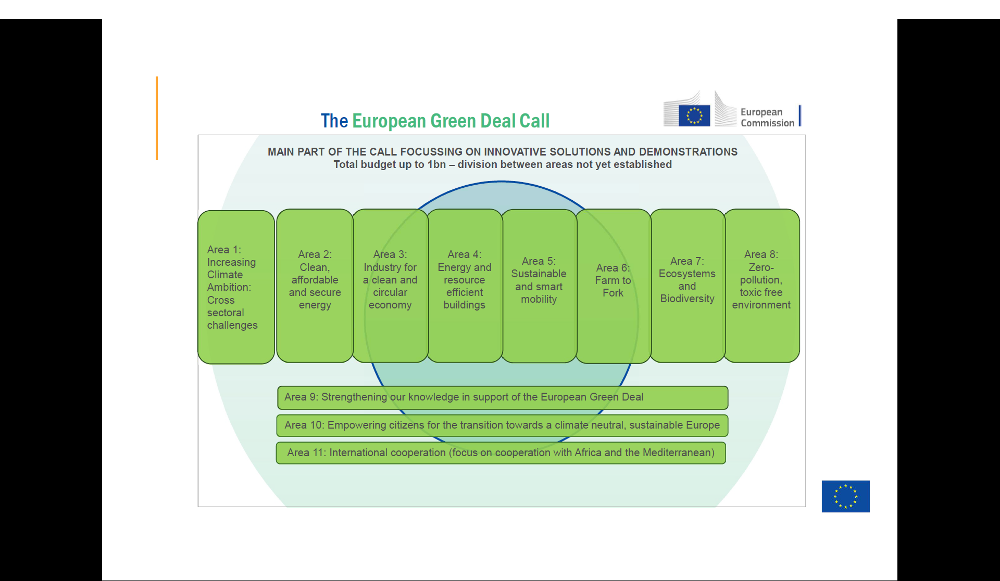 The European Green Deal Call
European
Commission
MAIN PART OF THE CALL FOCUSSING ON INNOVATIVE SOLUTIONS AND DEMONSTRATIONS
Total budget up to 1bn – division between areas not yet established
Area 1:
Increasing
Climate
Ambition:
Cross
sectoral
challenges
Area 2:
Clean,
affordable
and secure
energy
Area 3:
Industry for
a clean and
circular
economy
Area 4:
Energy and
resource
efficient
buildings
Area 5:
Sustainable
and smart
mobility
Area 6:
Farm to
Fork
Area 7:
Ecosystems
and
Biodiversity
Area 8:
Zero-
pollution,
toxic free
environment
Area 9: Strengthening our knowledge in support of the European Green Deal
Area 10: Empowering citizens for the transition towards a climate neutral, sustainable Europe
Area 11: International cooperation (focus on cooperation with Africa and the Mediterranean)